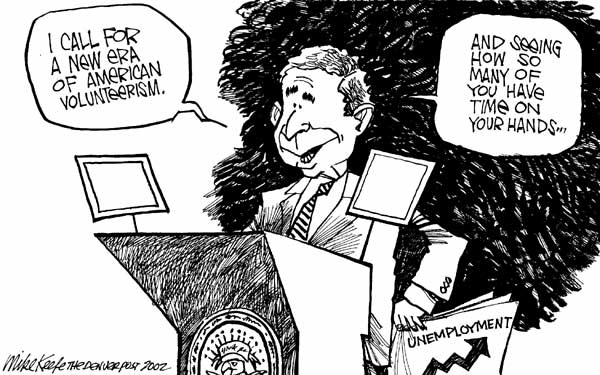 I CALL FOR
A NEW ERA
OF AMERICAN
VOLUNTEERISM.
AND SEEING
HOW SO
MANY OF
YOU HAVE
TIME ON
YOUR HANDS...
UNEMPLOYMENT
MIKE KEEFE THE DENVER POST 2002